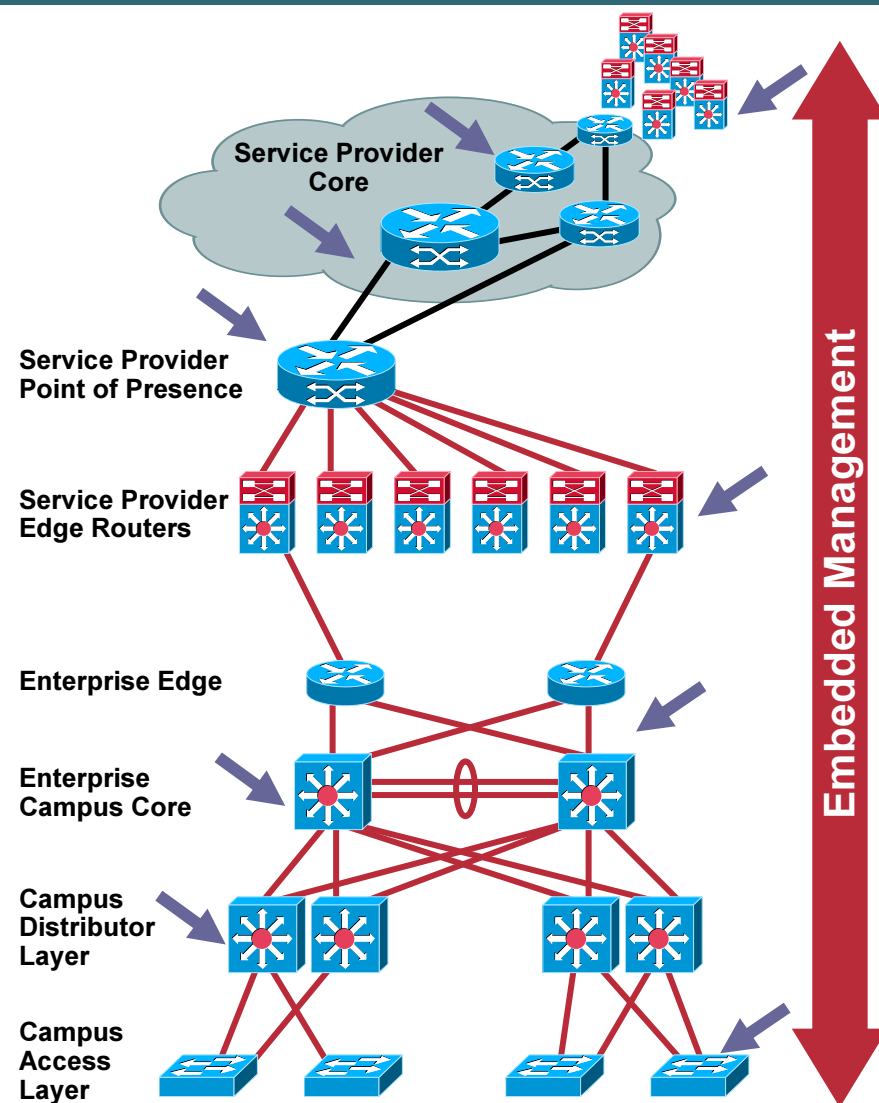 Service Provider
Core
Service Provider
Point of Presence
Service Provider
Edge Routers
Enterprise Edge
Enterprise
Campus Core
Campus
Distributor
Layer
Campus
Access
Layer
Embedded Management